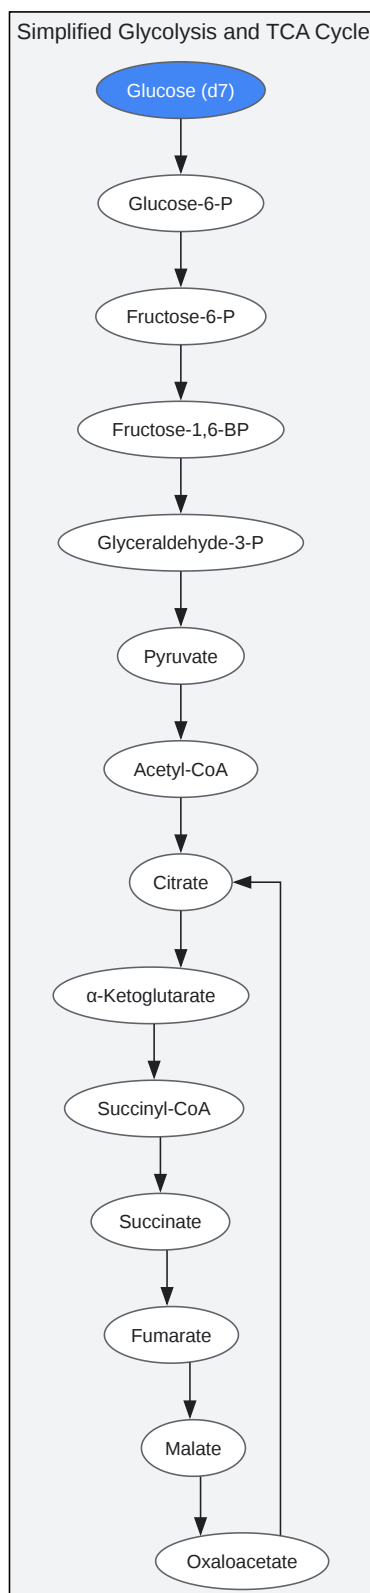 Simplified Glycolysis and TCA Cycle
Glucose (d7)
Glucose-6-P
Fructose-6-P
Fructose-1,6-BP
Glyceraldehyde-3-P
Pyruvate
Acetyl-CoA
Citrate
α-Ketoglutarate
Succinyl-CoA
Succinate
Fumarate
Malate
Oxaloacetate